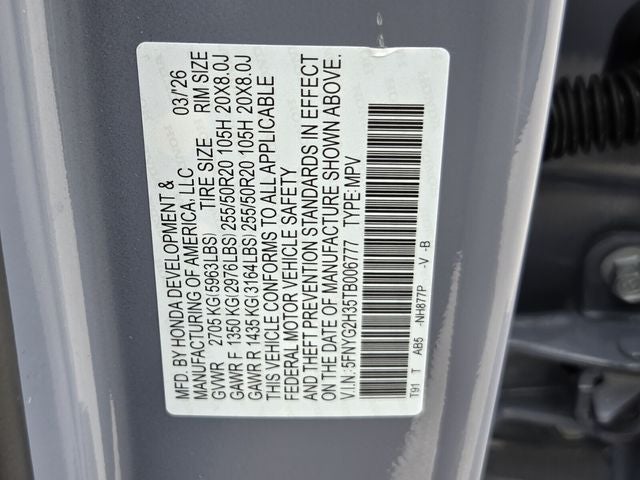 MFD. BY HONDA DEVELOPMENT & 03/'26
MANUFACTURING OF AMERICA, LLC
TIRE SIZE RIM SIZE
GVWR 2705 KG(5963LBS)
GAWR F 1350 KG(2976LBS) 255/50R20 105H 20X8.0J
GAWR R 1435 KG(3164LBS) 255/50R20 105H 20X8.0J
THIS VEHICLE CONFORMS TO ALL APPLICABLE
FEDERAL MOTOR VEHICLE SAFETY
AND THEFT PREVENTION STANDARDS IN EFFECT
ON THE DATE OF MANUFACTURE SHOWN ABOVE.
V.I.N.:5FNYG2H35TB006777 TYPE:MPV
T91 T AB5 -NH877P -V -B